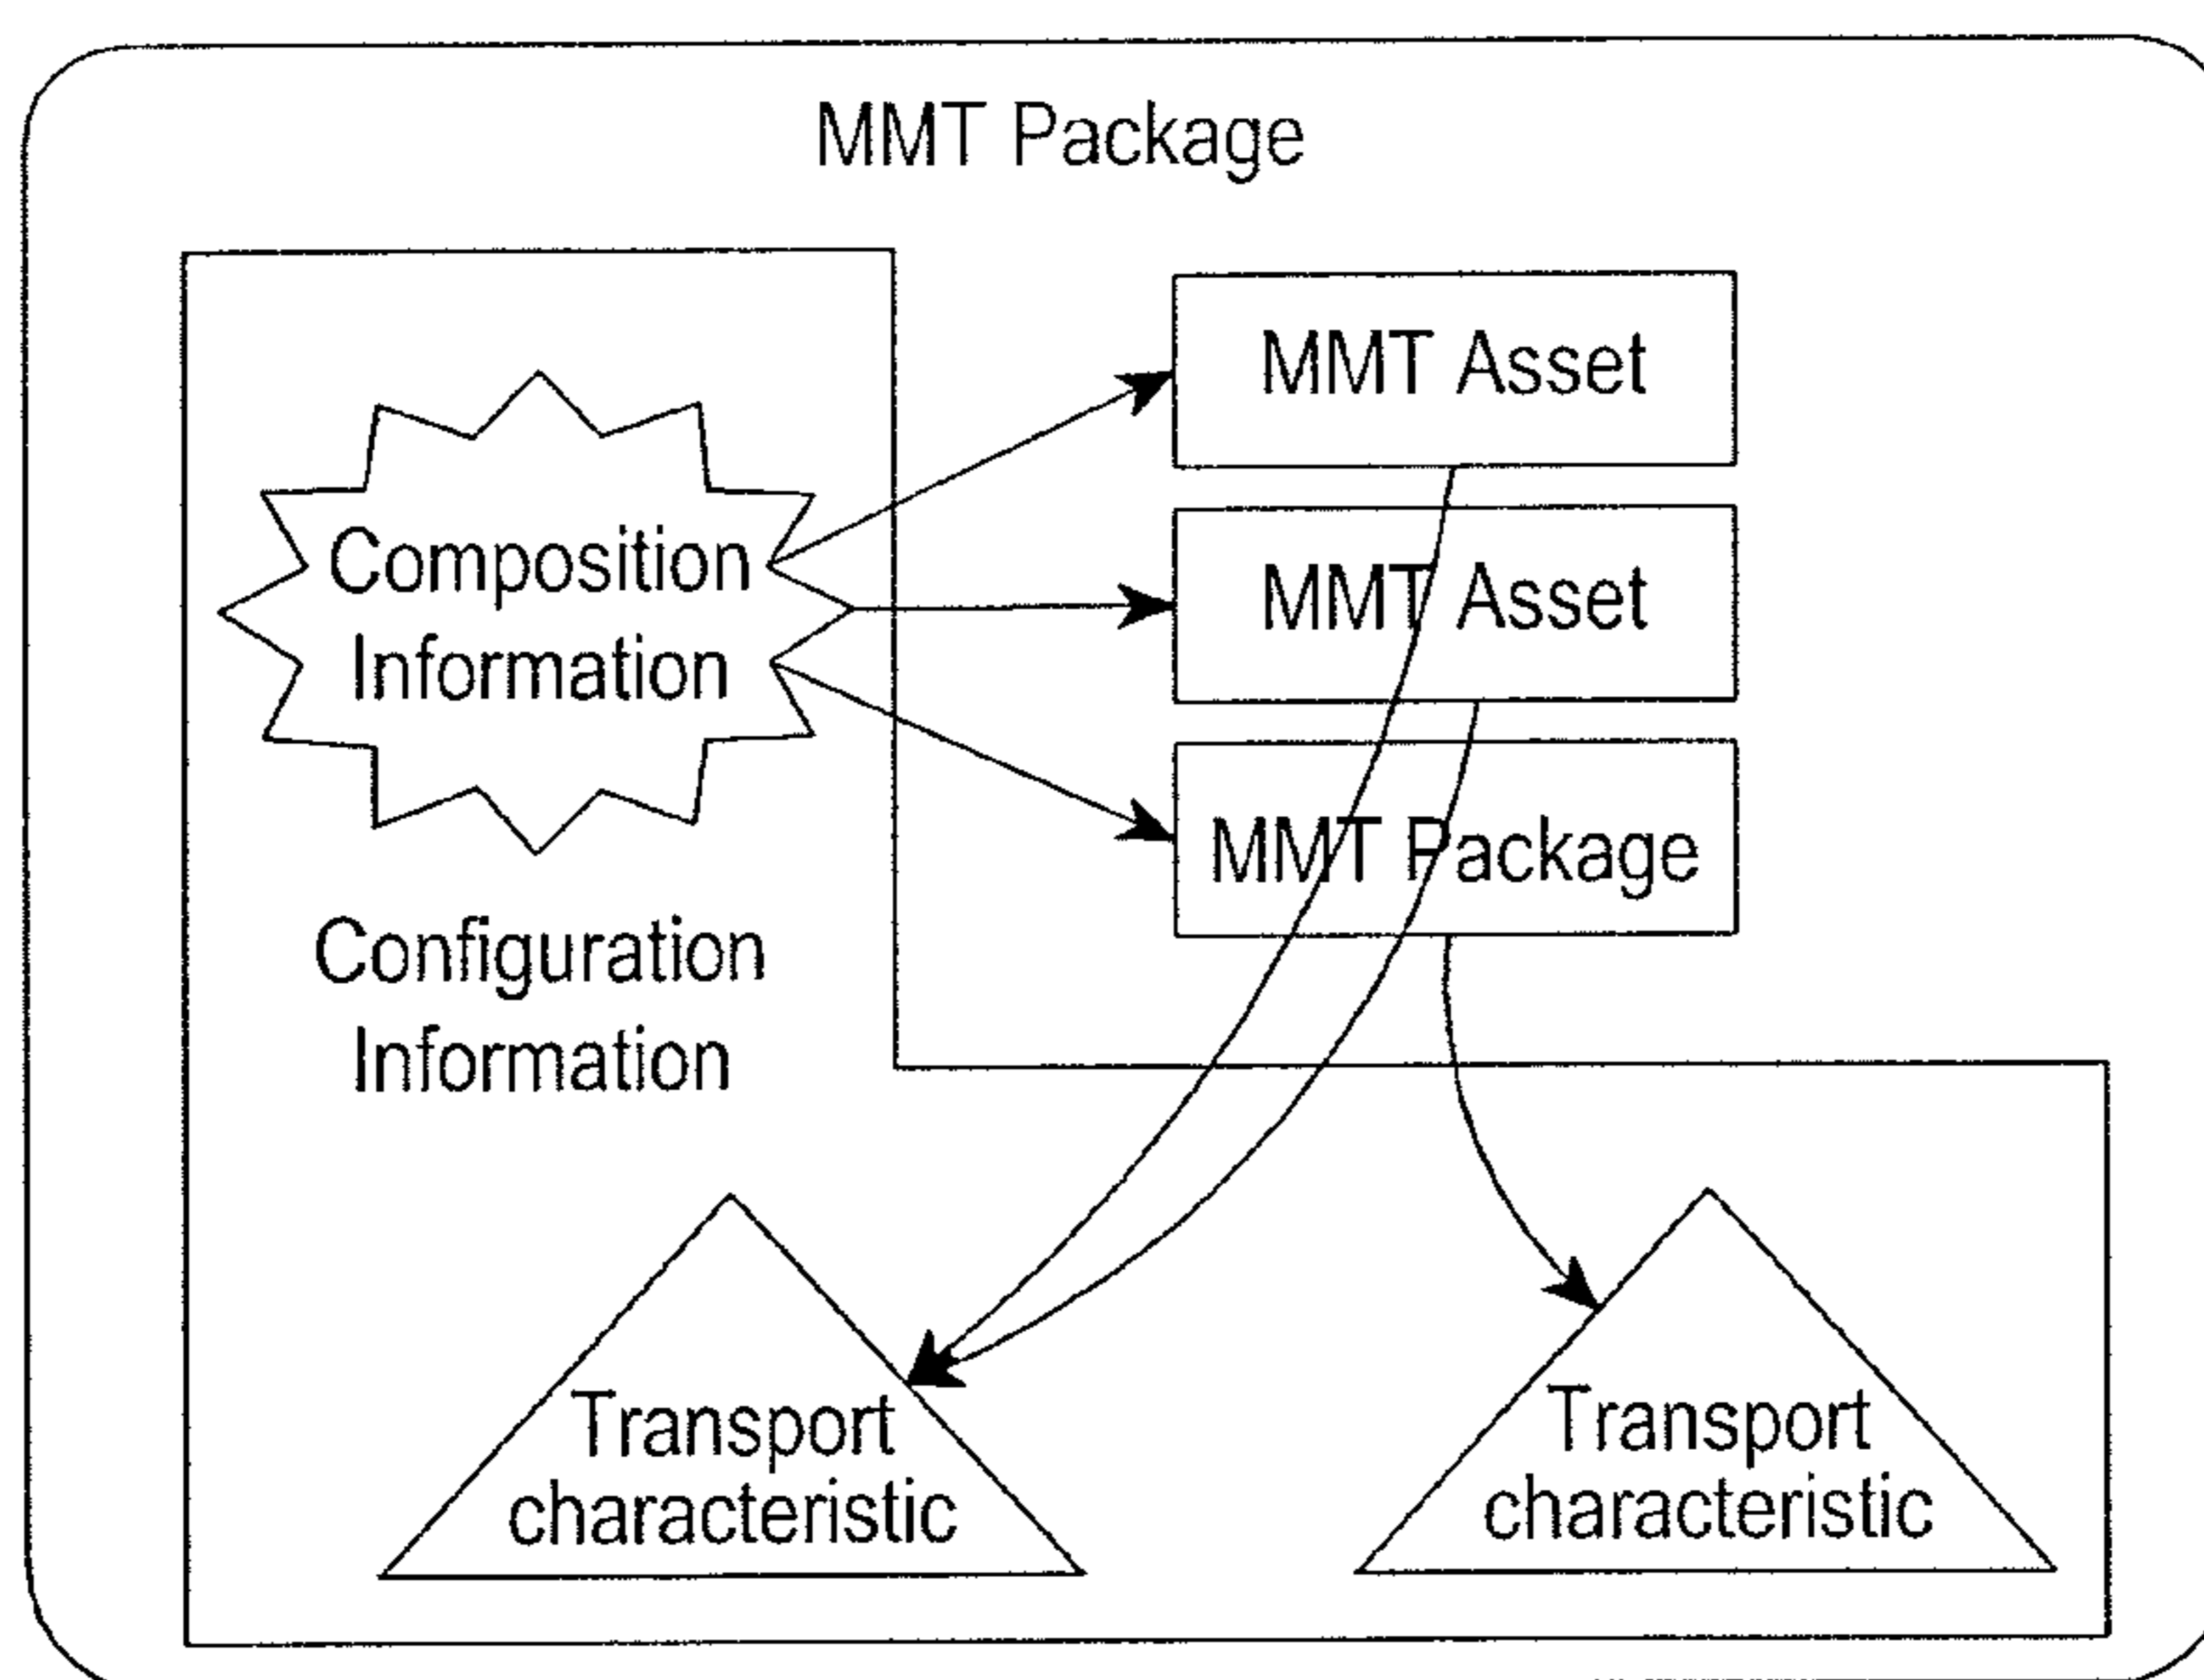 MMT Package
MMT Asset
Composition
Information
MMT Asset
MMT Package
Configuration
Information
Transport
characteristic
Transport
characteristic